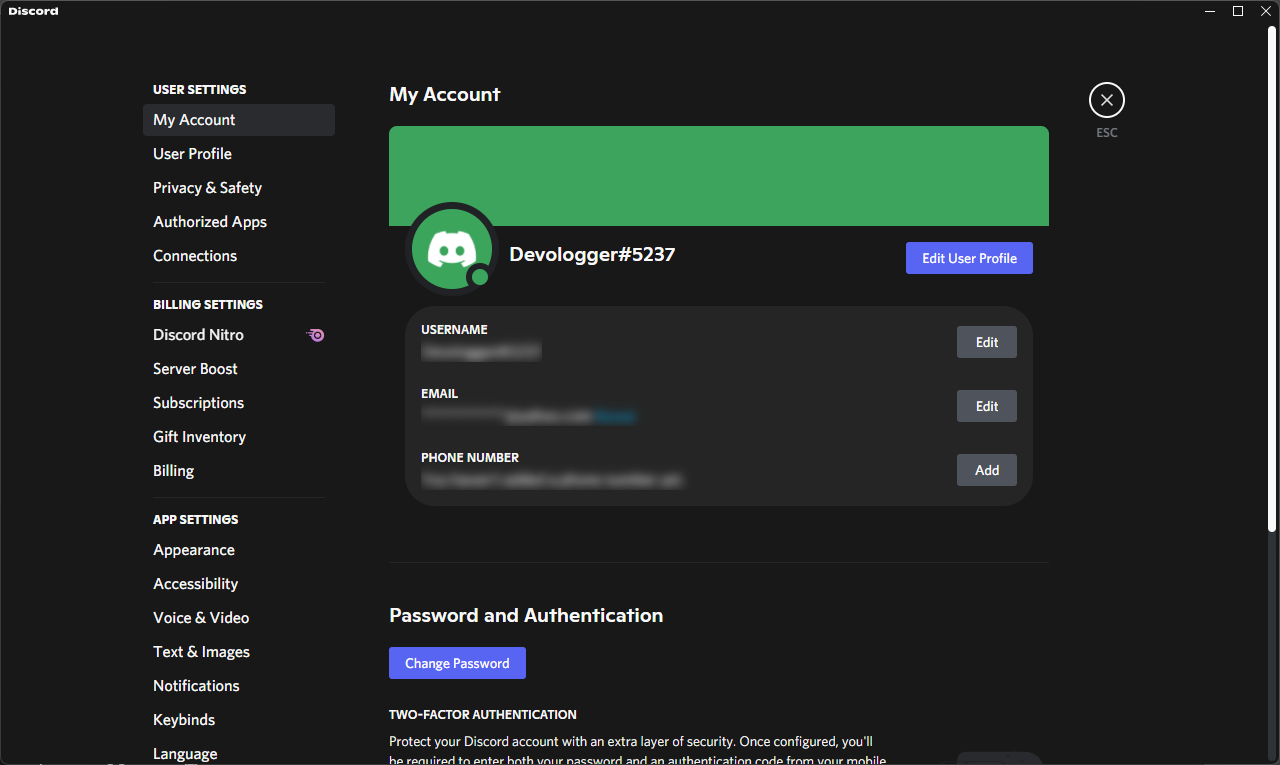 Discord
USER SETTINGS
My Account
User Profile
Privacy & Safety
Authorized Apps
Connections
BILLING SETTINGS
Discord Nitro
Server Boost
Subscriptions
Gift Inventory
Billing
APP SETTINGS
Appearance
Accessibility
Voice & Video
Text & Images
Notifications
Keybinds
Language
My Account
ESC
Devologger#5237
Edit User Profile
USERNAME
Edit
EMAIL
Edit
PHONE NUMBER
Add
Password and Authentication
Change Password
TWO-FACTOR AUTHENTICATION
Protect your Discord account with an extra layer of security. Once configured, you'll
be required to enter both your password and an authentication code from your mobile